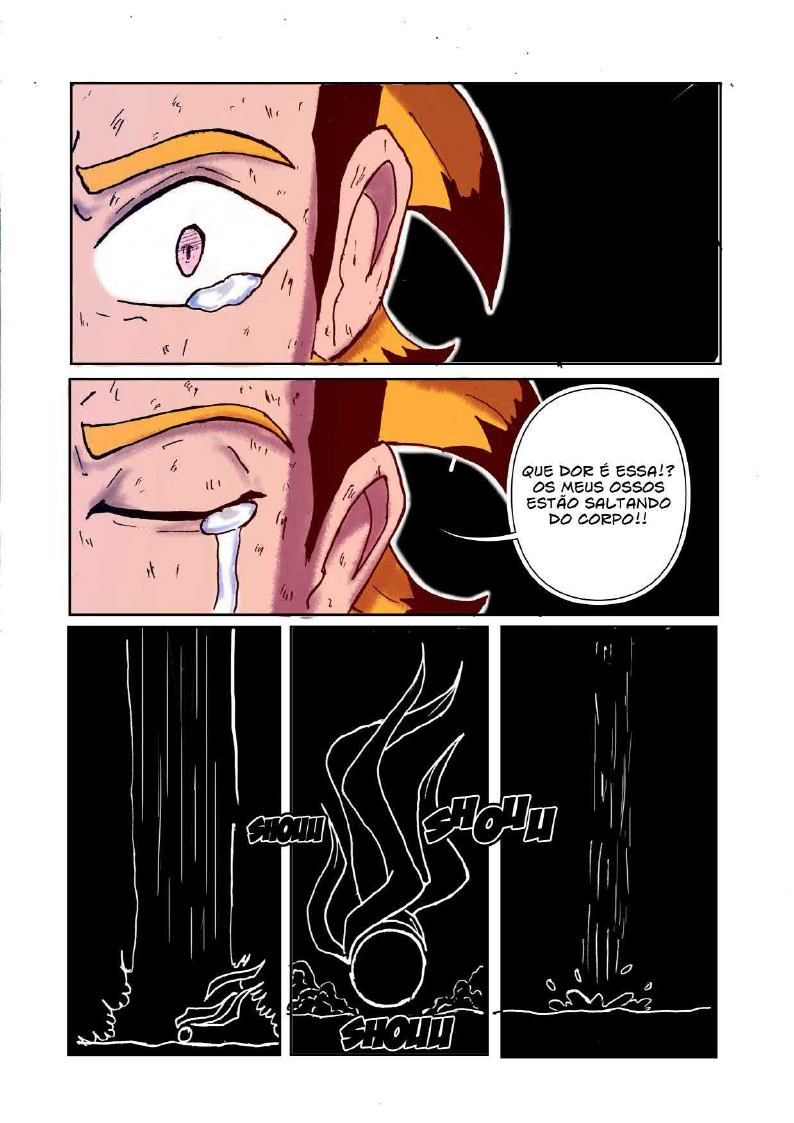 QUE DOR É ESSA!?
OS MEUS OSSOS
ESTÃO SALTANDO
DO CORPO!!
SHOUU
SHOUU
SHOUU